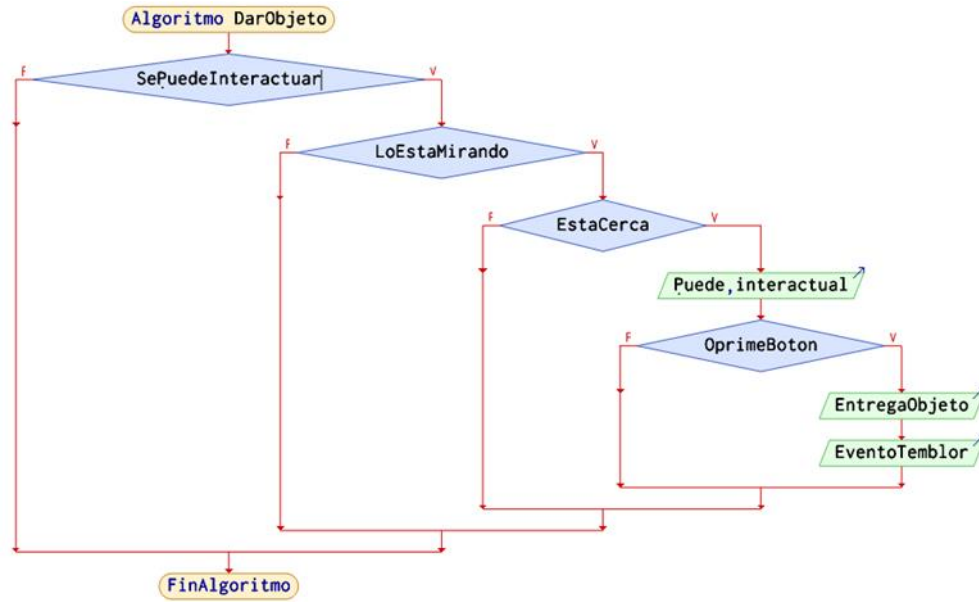 Algoritmo DarObjeto
SePuedeInteractuar
F
V
LoEstaMirando
F
V
EstaCerca
F
V
Puede,interactual
OprimeBoton
F
V
EntregaObjeto
EventoTemblor
FinAlgoritmo